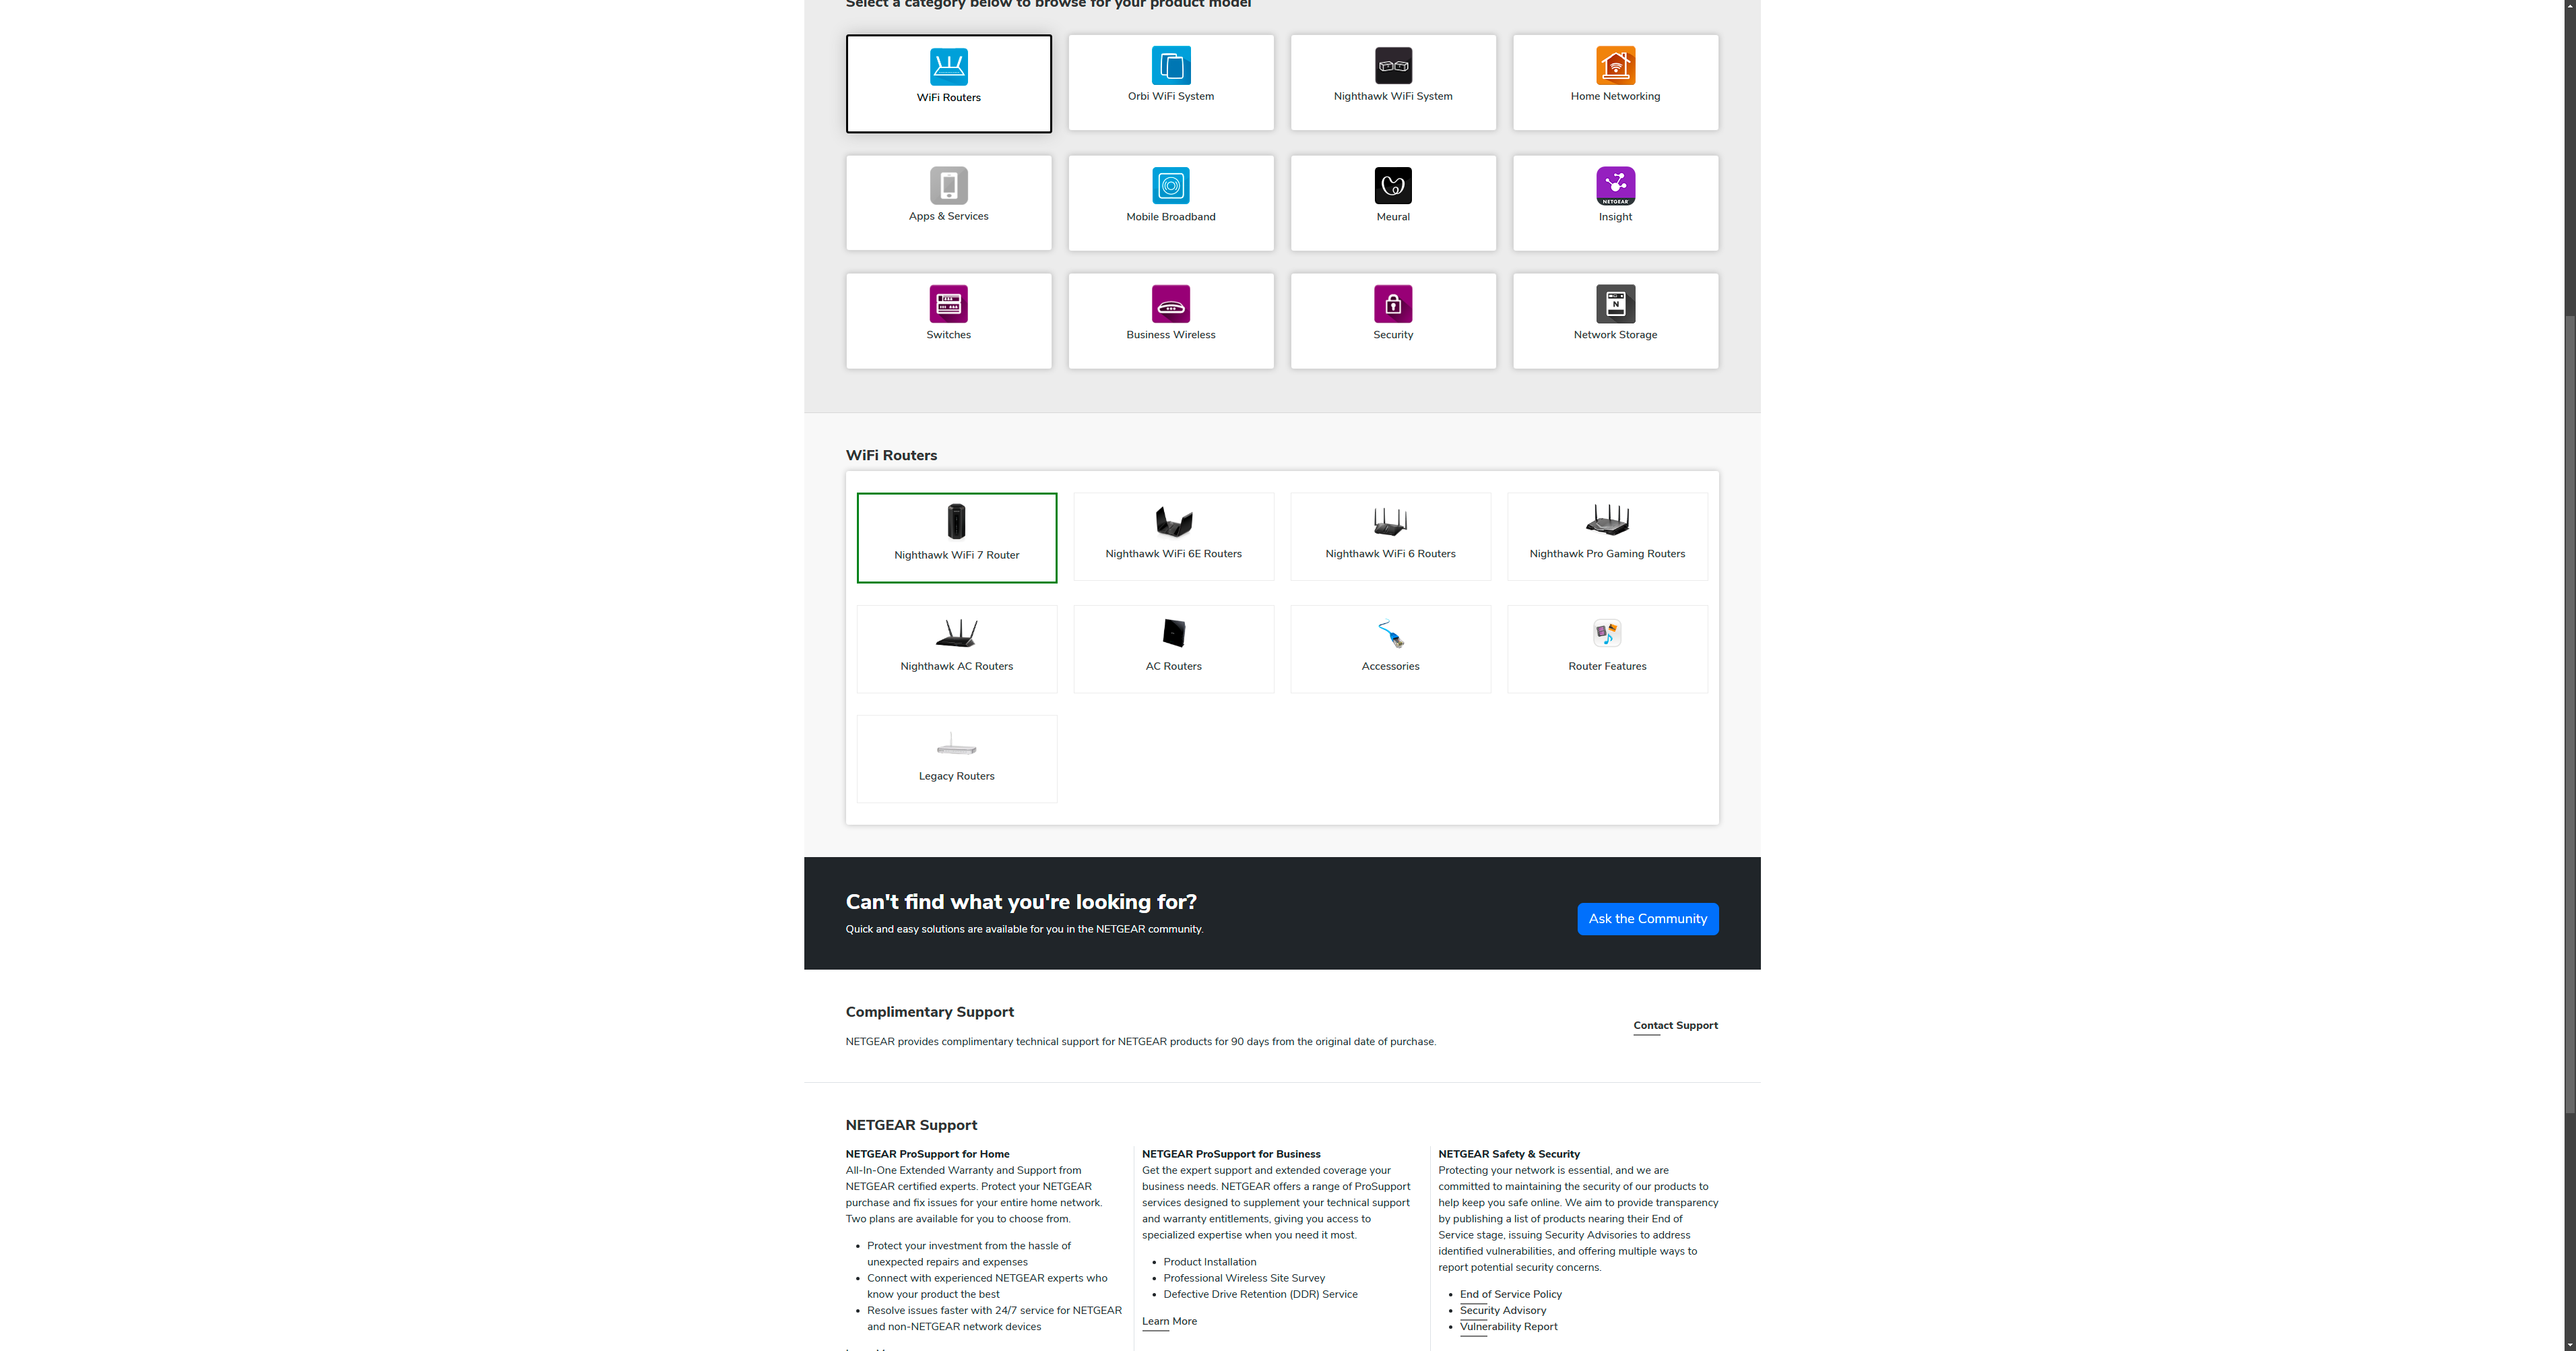 Select a category below to browse for your product model
WiFi Routers
Orbi WiFi System
Nighthawk WiFi System
Home Networking
Apps & Services
Mobile Broadband
Meural
NETGEAR
Insight
Switches
Business Wireless
Security
N
Network Storage
WiFi Routers
Nighthawk WiFi 7 Router
Nighthawk WiFi 6E Routers
Nighthawk WiFi 6 Routers
Nighthawk Pro Gaming Routers
Nighthawk AC Routers
AC Routers
Accessories
Router Features
Legacy Routers
Can't find what you're looking for?
Quick and easy solutions are available for you in the NETGEAR community.
Ask the Community
Complimentary Support
NETGEAR provides complimentary technical support for NETGEAR products for 90 days from the original date of purchase.
Contact Support
NETGEAR Support
NETGEAR ProSupport for Home
All-In-One Extended Warranty and Support from
NETGEAR certified experts. Protect your NETGEAR
purchase and fix issues for your entire home network.
Two plans are available for you to choose from.
• Protect your investment from the hassle of
unexpected repairs and expenses
• Connect with experienced NETGEAR experts who
know your product the best
• Resolve issues faster with 24/7 service for NETGEAR
and non-NETGEAR network devices
NETGEAR ProSupport for Business
Get the expert support and extended coverage your
business needs. NETGEAR offers a range of ProSupport
services designed to supplement your technical support
and warranty entitlements, giving you access to
specialized expertise when you need it most.
• Product Installation
• Professional Wireless Site Survey
• Defective Drive Retention (DDR) Service
Learn More
NETGEAR Safety & Security
Protecting your network is essential, and we are
committed to maintaining the security of our products to
help keep you safe online. We aim to provide transparency
by publishing a list of products nearing their End of
Service stage, issuing Security Advisories to address
identified vulnerabilities, and offering multiple ways to
report potential security concerns.
• End of Service Policy
• Security Advisory
• Vulnerability Report